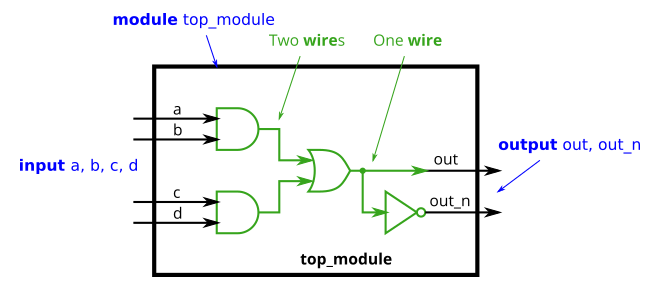 module top_module
Two wires
One wire
a
b
out
output out, out_n
input a, b, c, d
c
d
out_n
top_module